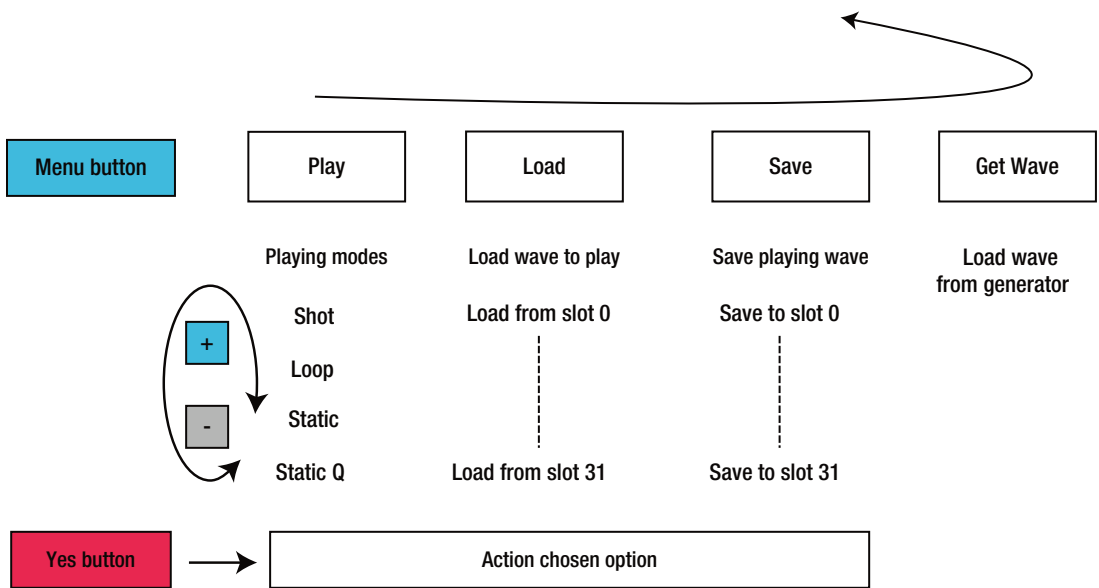 Menu button
Play
Load
Save
Get Wave
Playing modes
Load wave to play
Save playing wave
Load wave
from generator
+
Shot
Load from slot 0
Save to slot 0
Loop
-
Static
Static Q
Load from slot 31
Save to slot 31
Yes button
Action chosen option